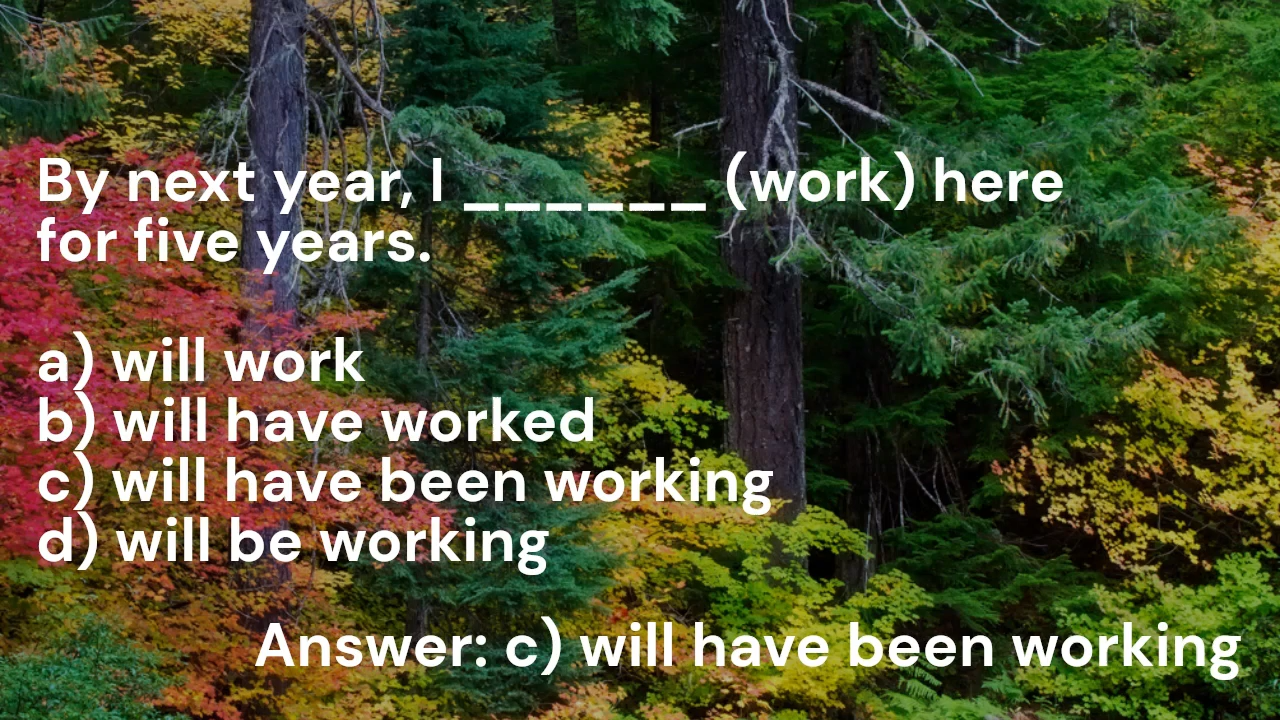 By next year, I ______ (work) here
for five years.
a) will work
b) will have worked
c) will have been working
d) will be working
Answer: c) will have been working